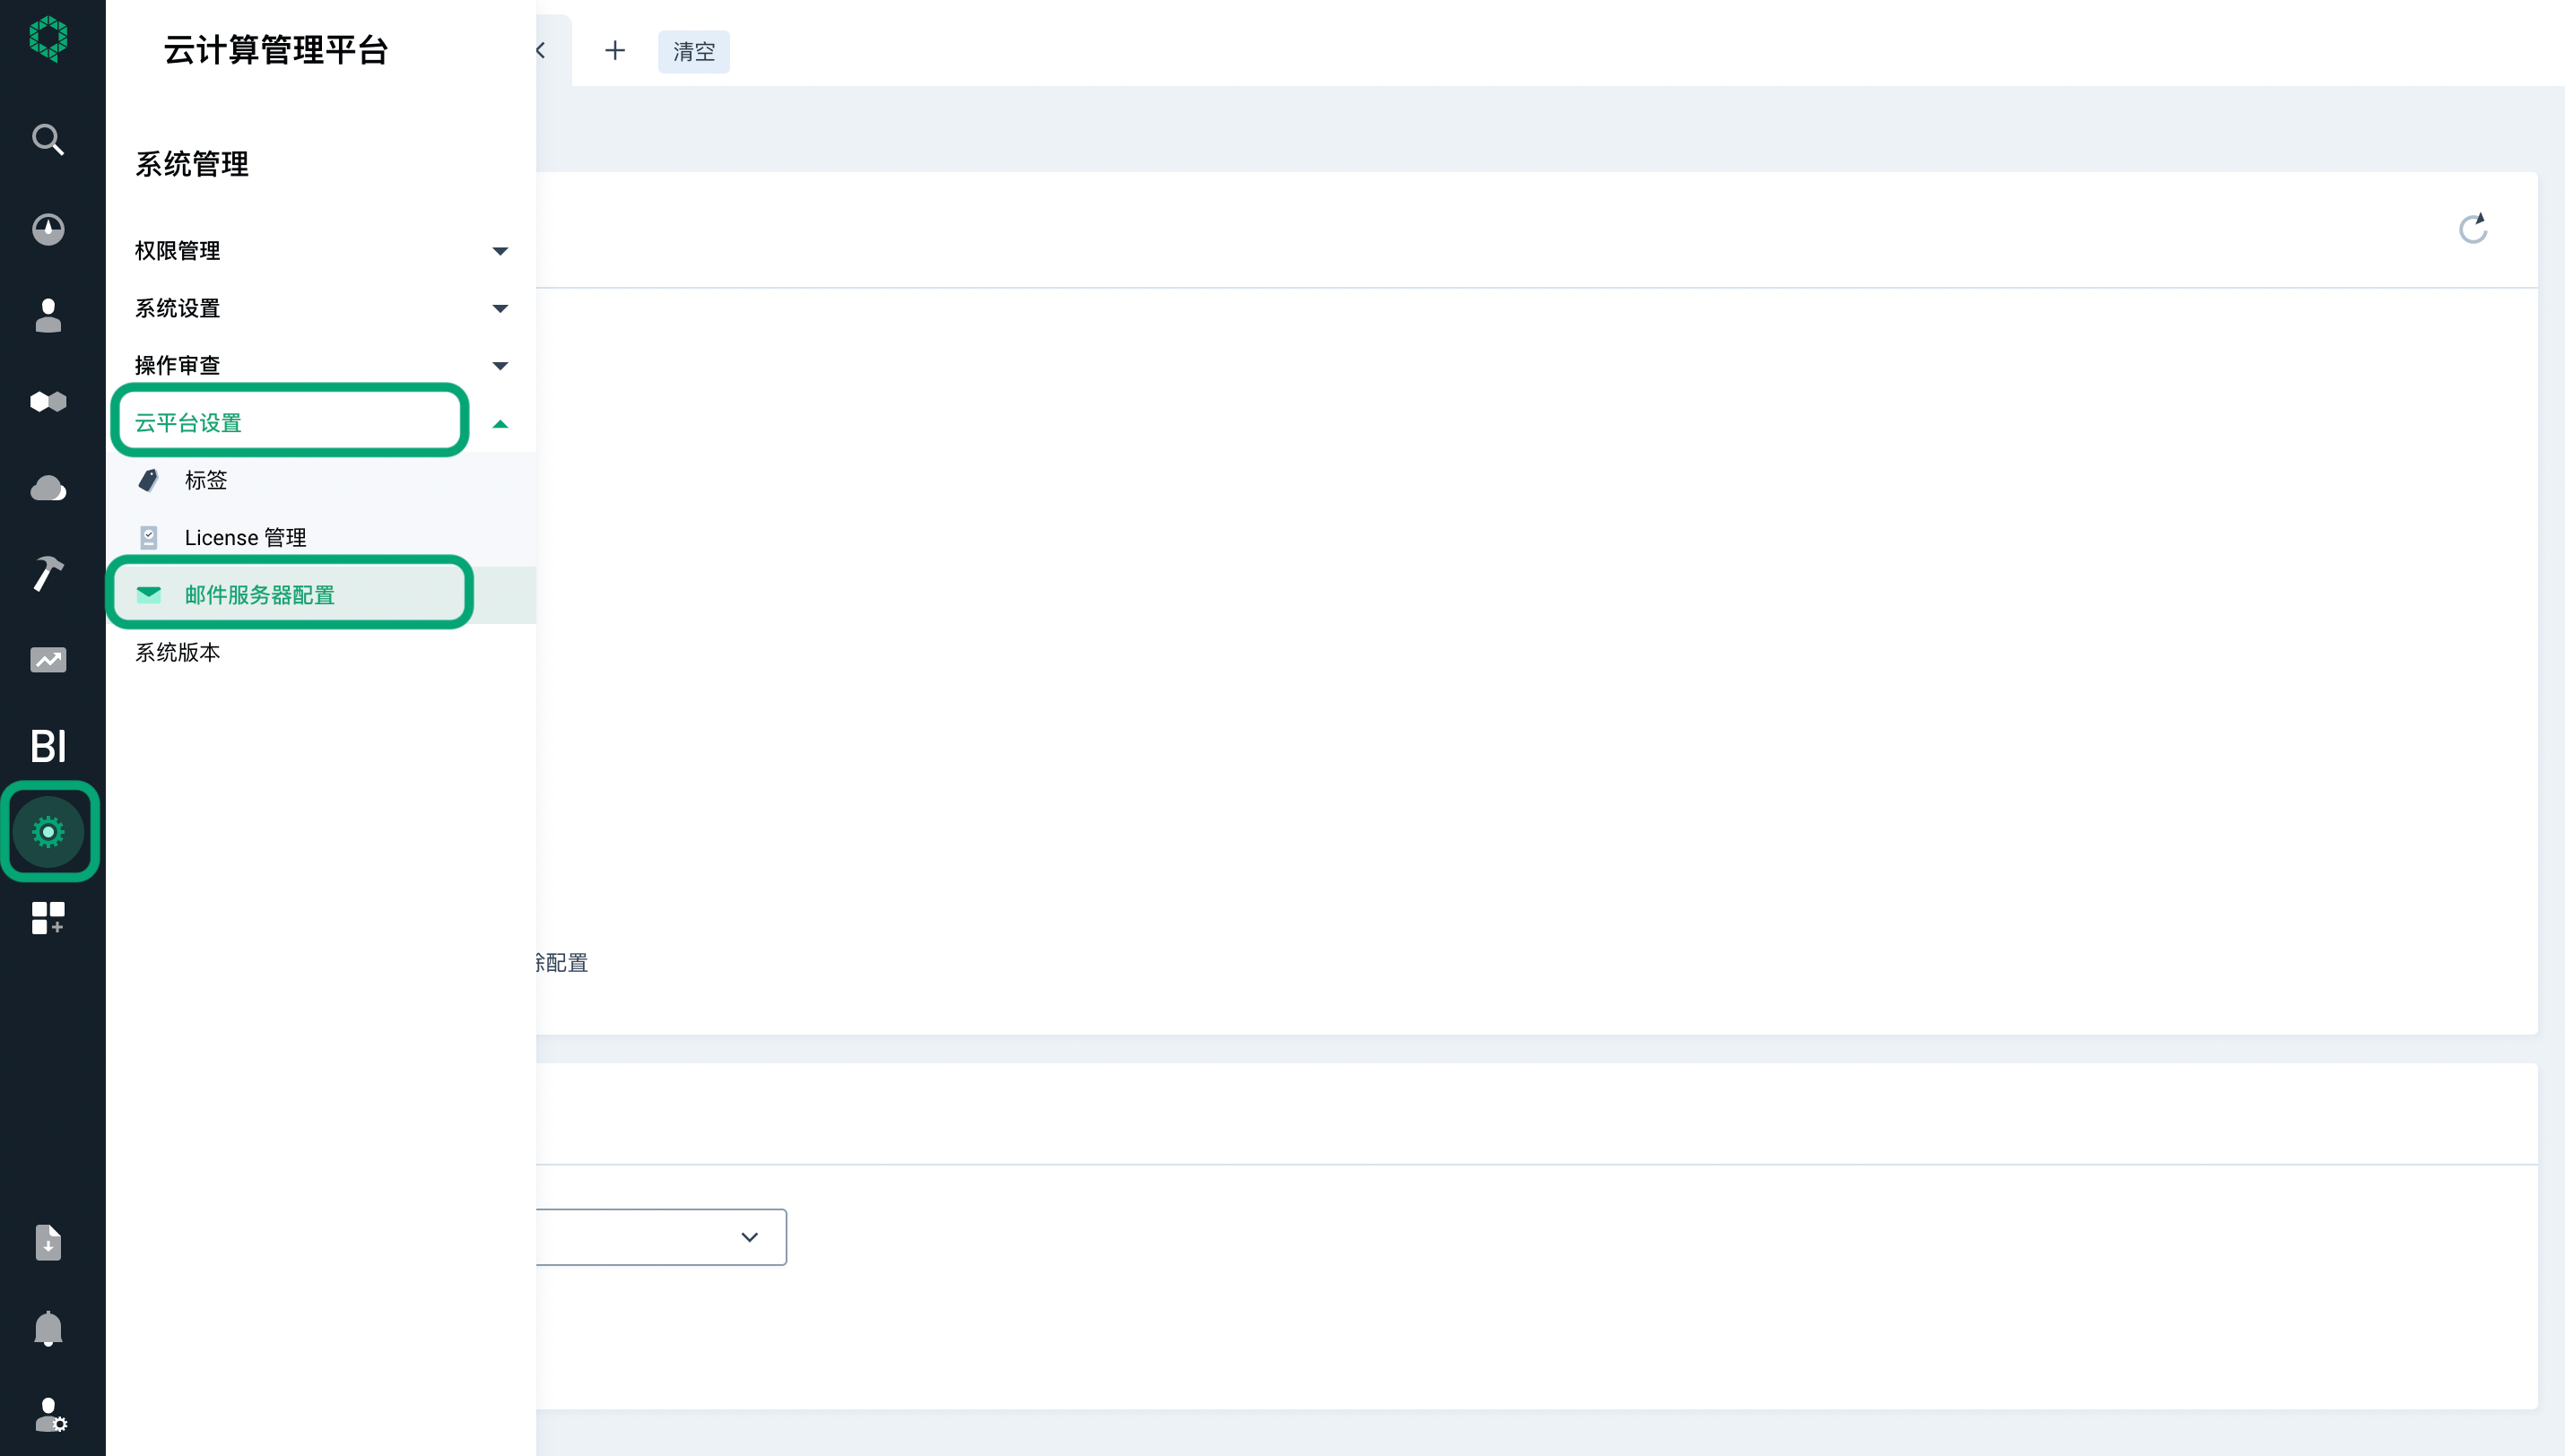 云计算管理平台
清空
系统管理
权限管理
系统设置
操作审查
云平台设置
标签
License 管理
邮件服务器配置
系统版本
BI
配置